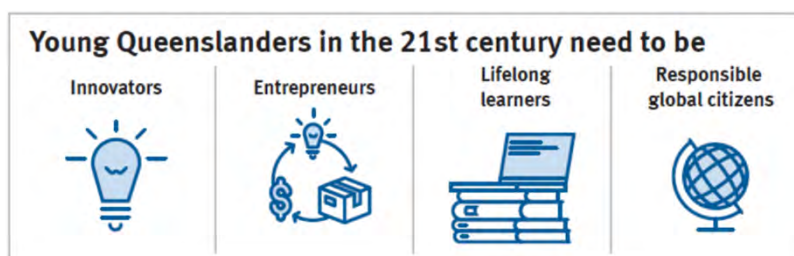 Young Queenslanders in the 21st century need to be
Innovators
Entrepreneurs
Lifelong
learners
Responsible
global citizens